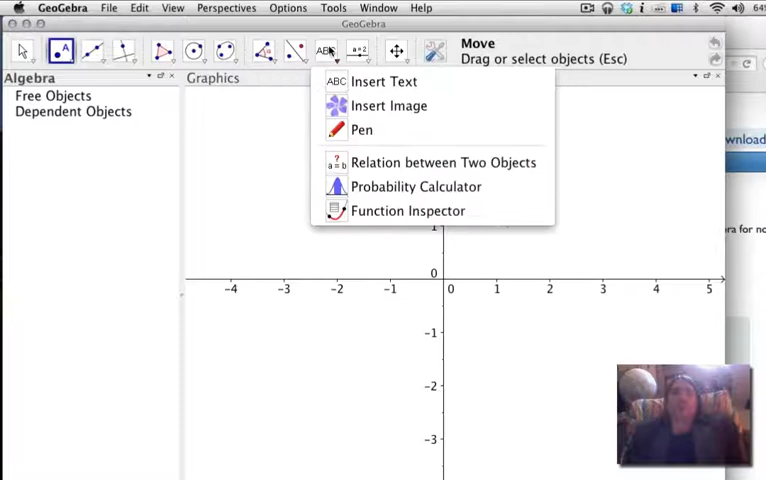 GeoGebra File Edit View Perspectives Options Tools Window Help
GeoGebra
A
ABC
a=2
Move
Drag or select objects (Esc)
Algebra
Graphics
Free Objects
Dependent Objects
ABC Insert Text
Insert Image
Pen
? a=b Relation between Two Objects
Probability Calculator
Function Inspector
1
0
-4 -3 -2 -1 0 1 2 3 4 5
-1
-2
-3